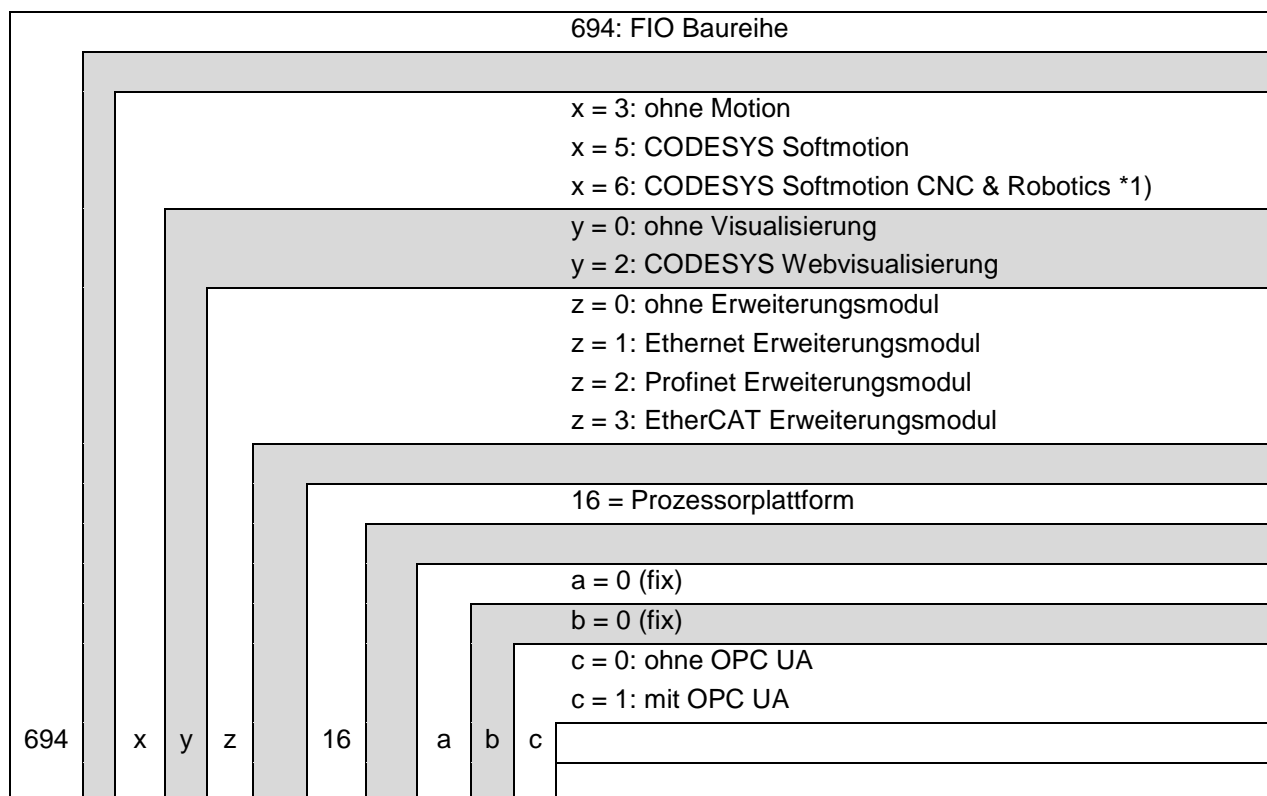 694: FIO Baureihe
x = 3: ohne Motion
x = 5: CODESYS Softmotion
x = 6: CODESYS Softmotion CNC & Robotics *1)
y = 0: ohne Visualisierung
y = 2: CODESYS Webvisualisierung
z = 0: ohne Erweiterungsmodul
z = 1: Ethernet Erweiterungsmodul
z = 2: Profinet Erweiterungsmodul
z = 3: EtherCAT Erweiterungsmodul
16 = Prozessorplattform
a = 0 (fix)
b = 0 (fix)
c = 0: ohne OPC UA
c = 1: mit OPC UA
694 x y z 16 a b c